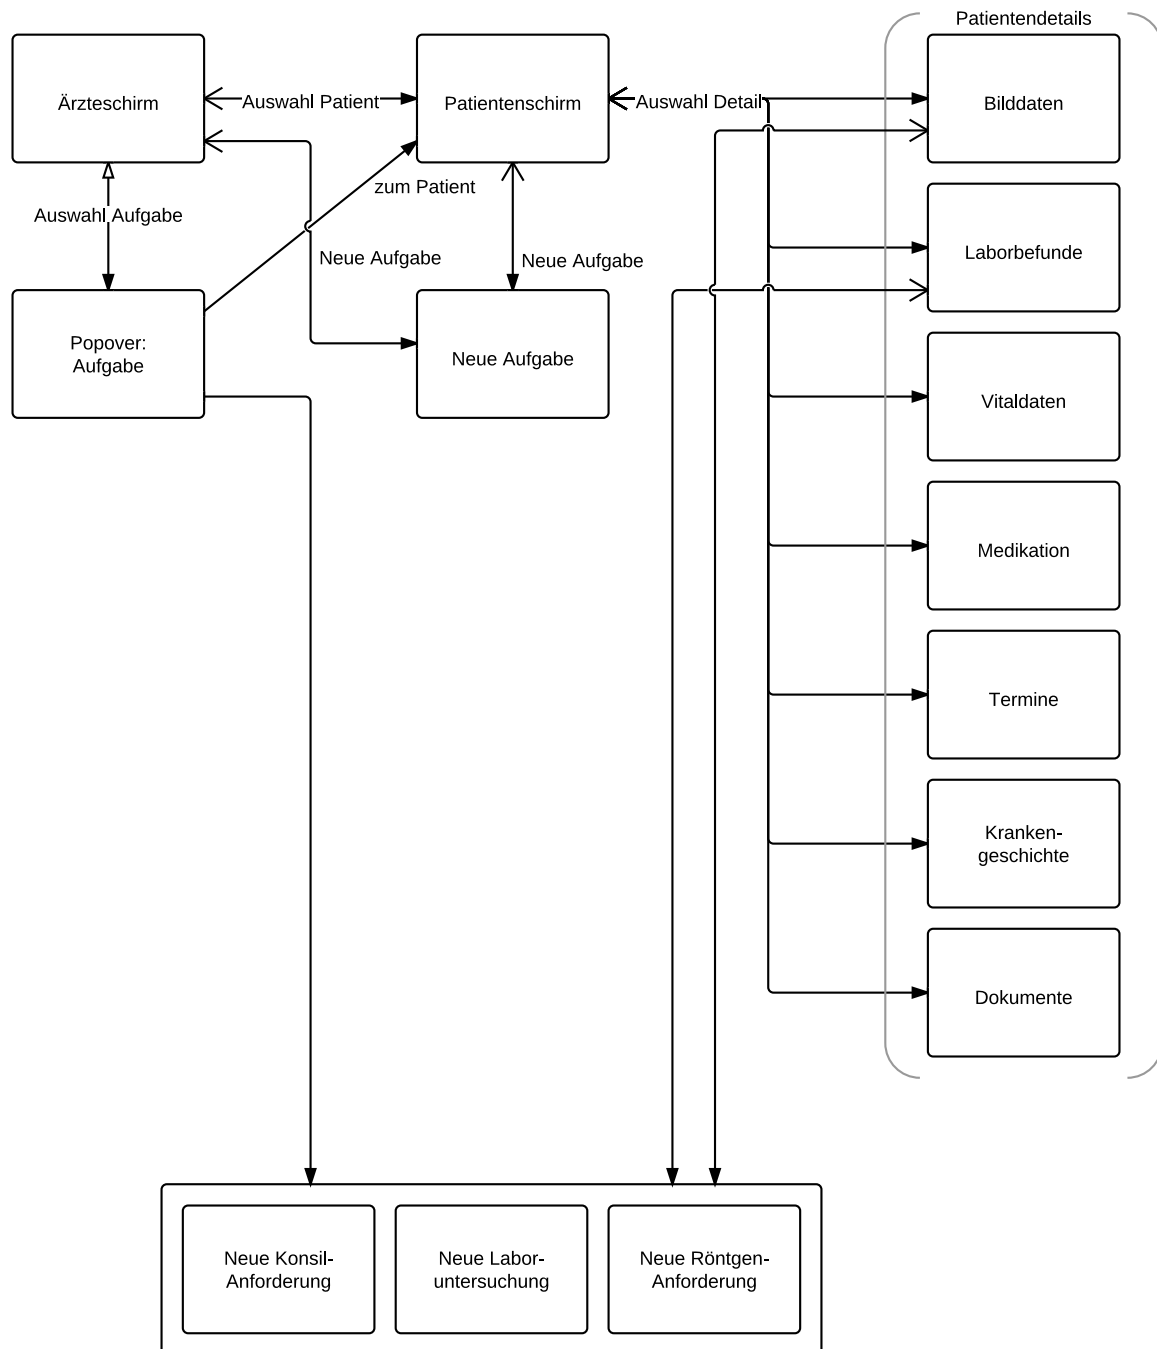 Patientendetails
Ärzteschirm
Auswahl Patient
Patientenschirm
Auswahl Detail
Bilddaten
zum Patient
Auswahl Aufgabe
Neue Aufgabe
Neue Aufgabe
Laborbefunde
Popover:
Aufgabe
Neue Aufgabe
Vitaldaten
Medikation
Termine
Kranken-
geschichte
Dokumente
Neue Konsil-
Anforderung
Neue Labor-
untersuchung
Neue Röntgen-
Anforderung